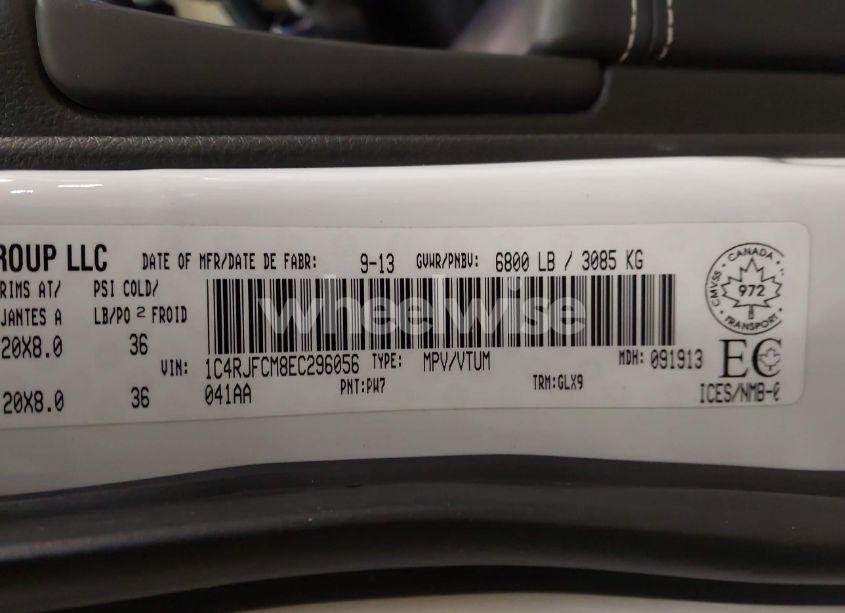 ROUP LLC DATE OF MFR/DATE DE FABR: 9-13 GVWR/PNBV: 6800 LB / 3085 KG
RIMS AT/ PSI COLD/
JANTES A LB/PO 2 FROID
20X8.0 36
VIN: 1C4RJFCM8EC296056 TYPE: MPV/VTUM MDH: 091913
20X8.0 36 041AA PNT:PW7 TRM:GLX9
CANADA
CMVSS 972
TRANSPORT
EC
ICES/NMB-
wheelwise